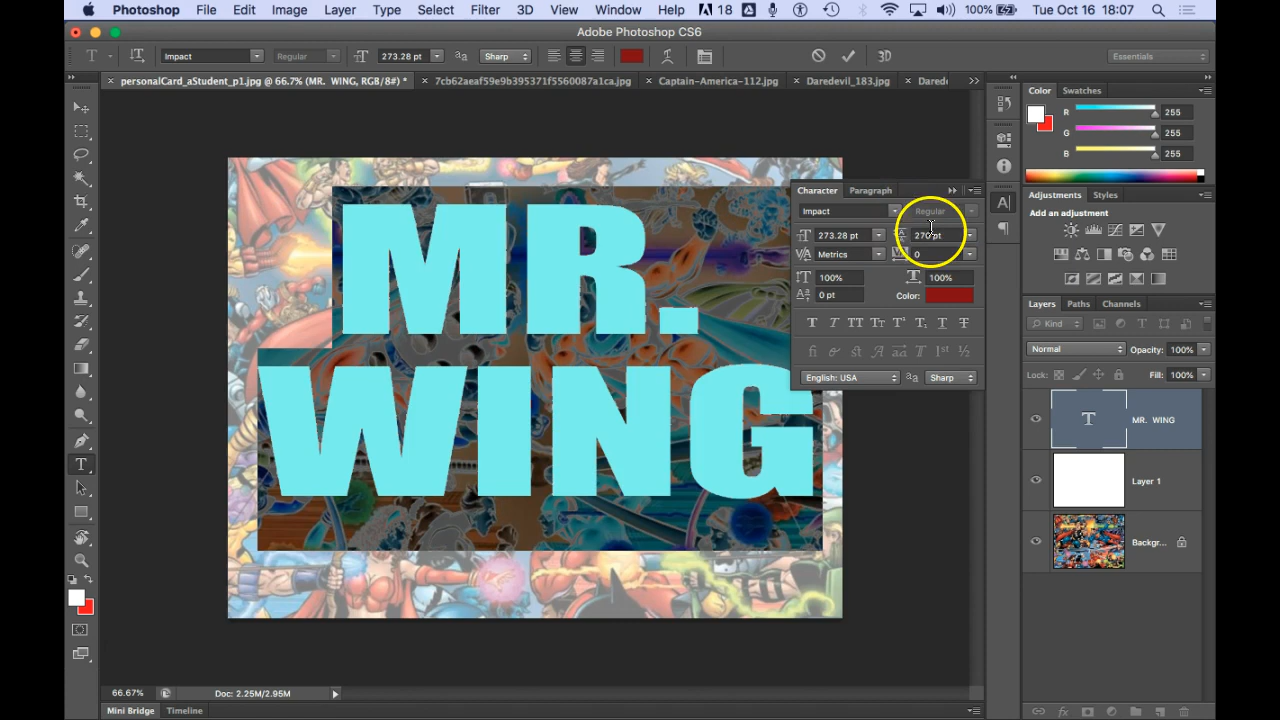 Photoshop File Edit Image Layer Type Select Filter 3D View Window Help 18 100% Tue Oct 16 18:07
Adobe Photoshop CS6
T Impact Regular 273.28 pt Sharp 3D Essentials
personalCard_aStudent_p1.jpg @ 66.7% (MR. WING, RGB/8#) * 7cb62aeaf59e9b395371f5560087a1ca.jpg Captain-America-112.jpg Daredevil_183.jpg Dared
Color Swatches
R 255
G 255
B 255
Adjustments Styles
Add an adjustment
Character Paragraph
Impact Regular
273.28 pt 270 pt
Metrics 0
100% 100%
0 pt Color:
English: USA Sharp
MR.
WING
Layers Paths Channels
Kind
Normal Opacity: 100%
Lock: Fill: 100%
MR. WING
Layer 1
Backgr...
66.67% Doc: 2.25M/2.95M
Mini Bridge Timeline